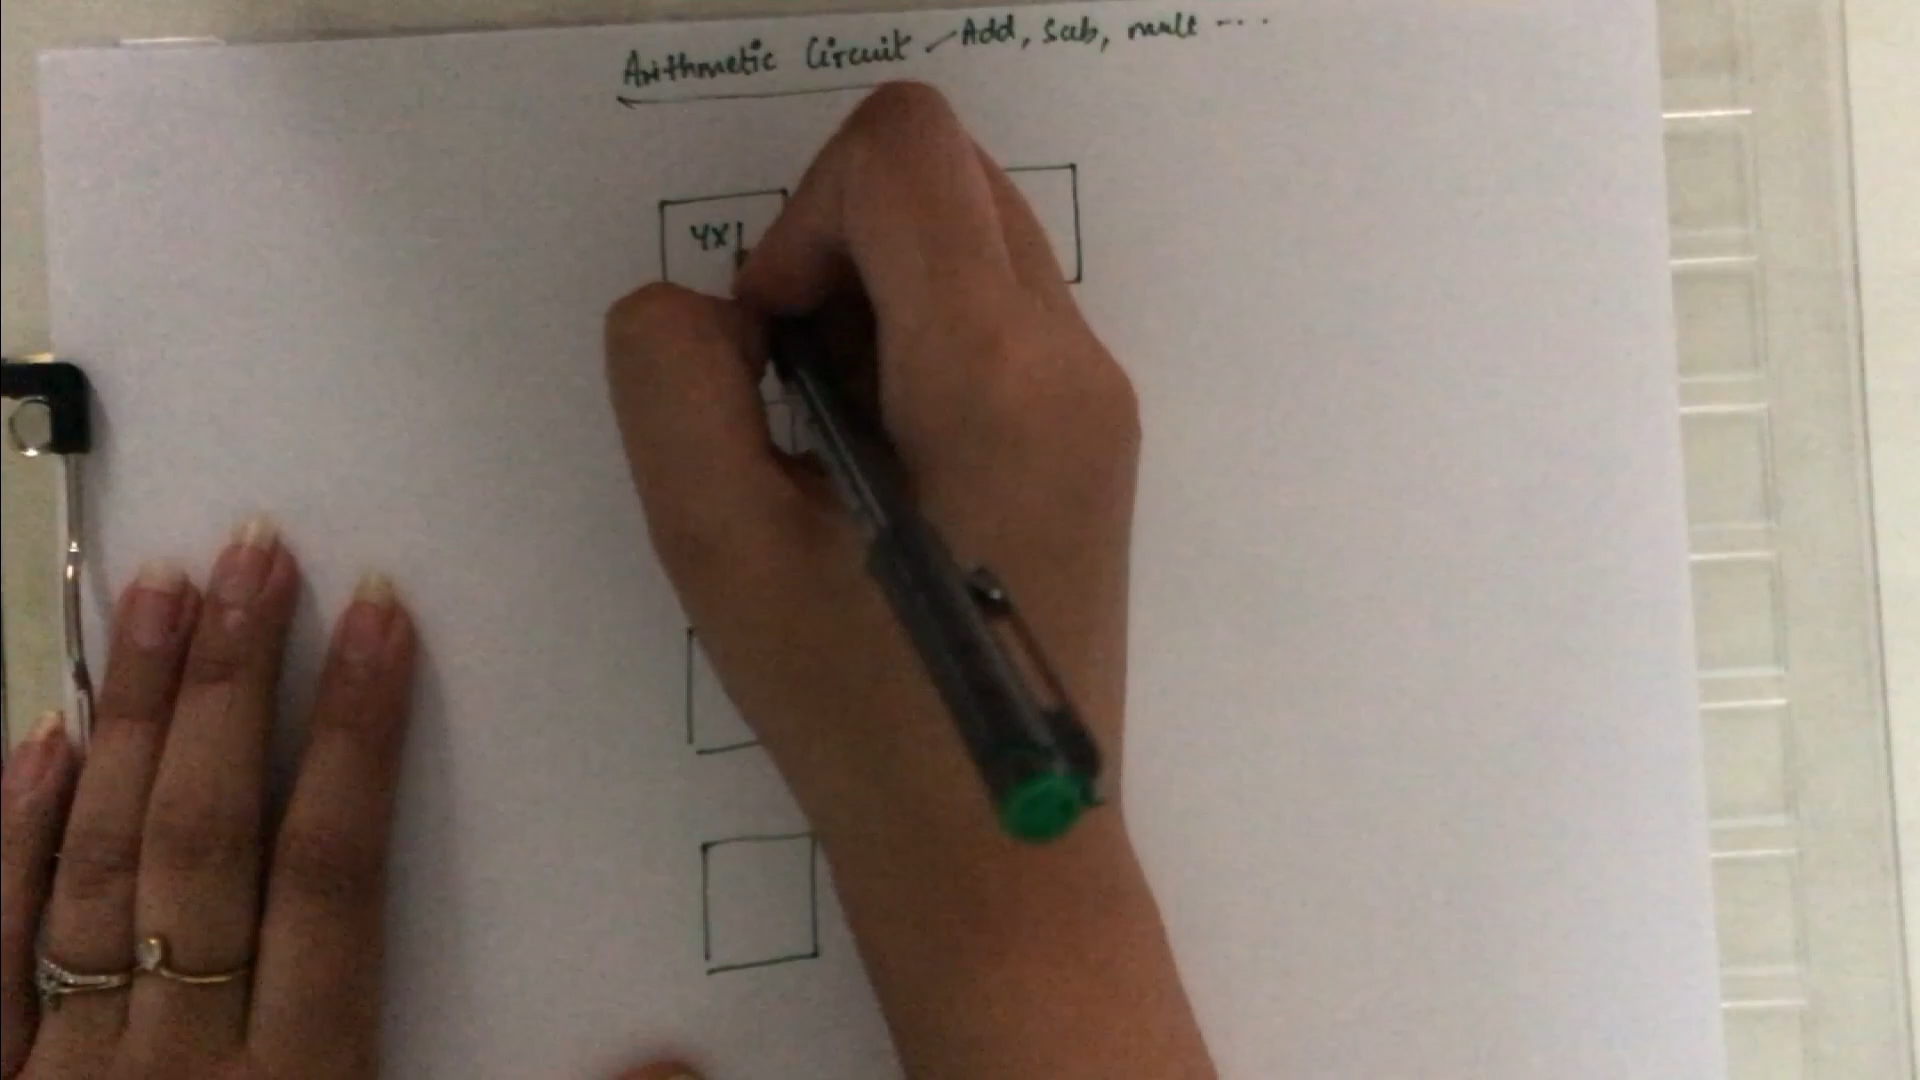 Arithmetic Circuit - Add, Sub, mult ....
4X1